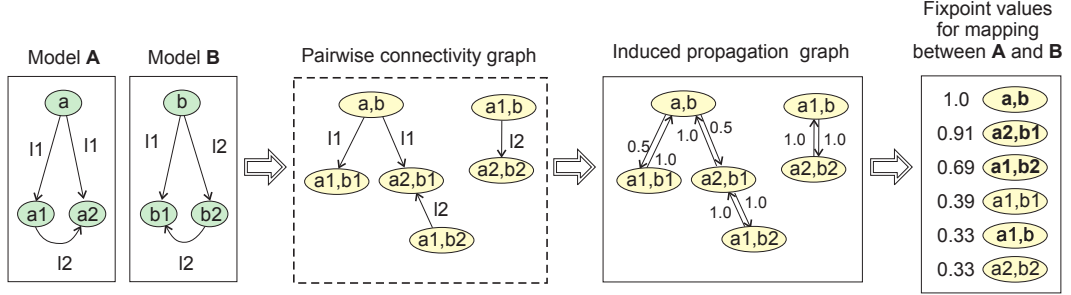 Model A
a
l1
l1
a1
a2
l2
Model B
b
l1
l2
b1
b2
l2
Pairwise connectivity graph
a,b
l1
l1
a1,b1
a2,b1
l2
a1,b2
a1,b
l2
a2,b2
Induced propagation graph
a,b
0.5
1.0
1.0
0.5
a1,b1
a2,b1
1.0
1.0
a1,b2
a1,b
1.0
1.0
a2,b2
Fixpoint values
for mapping
between A and B
1.0 a,b
0.91 a2,b1
0.69 a1,b2
0.39 a1,b1
0.33 a1,b
0.33 a2,b2